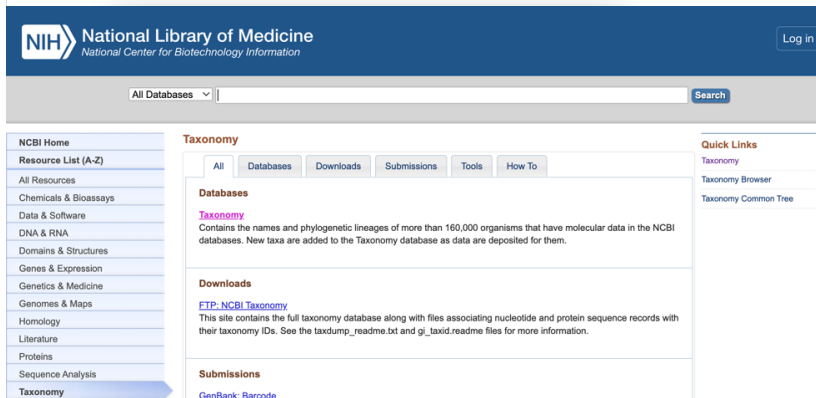 NIH National Library of Medicine
National Center for Biotechnology Information
Log in
All Databases
Search
NCBI Home
Resource List (A-Z)
All Resources
Chemicals & Bioassays
Data & Software
DNA & RNA
Domains & Structures
Genes & Expression
Genetics & Medicine
Genomes & Maps
Homology
Literature
Proteins
Sequence Analysis
Taxonomy
Taxonomy
All Databases Downloads Submissions Tools How To
Databases
Taxonomy
Contains the names and phylogenetic lineages of more than 160,000 organisms that have molecular data in the NCBI
databases. New taxa are added to the Taxonomy database as data are deposited for them.
Downloads
FTP: NCBI Taxonomy
This site contains the full taxonomy database along with files associating nucleotide and protein sequence records with
their taxonomy IDs. See the taxdump_readme.txt and gi_taxid.readme files for more information.
Submissions
GenBank: Barcode
Quick Links
Taxonomy
Taxonomy Browser
Taxonomy Common Tree